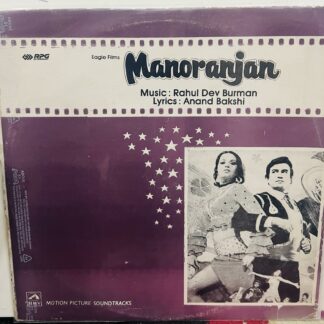 RPG
Eagle Films
Manoranjan
Music : Rahul Dev Burman
Lyrics : Anand Bakshi
MOTION PICTURE SOUNDTRACKS